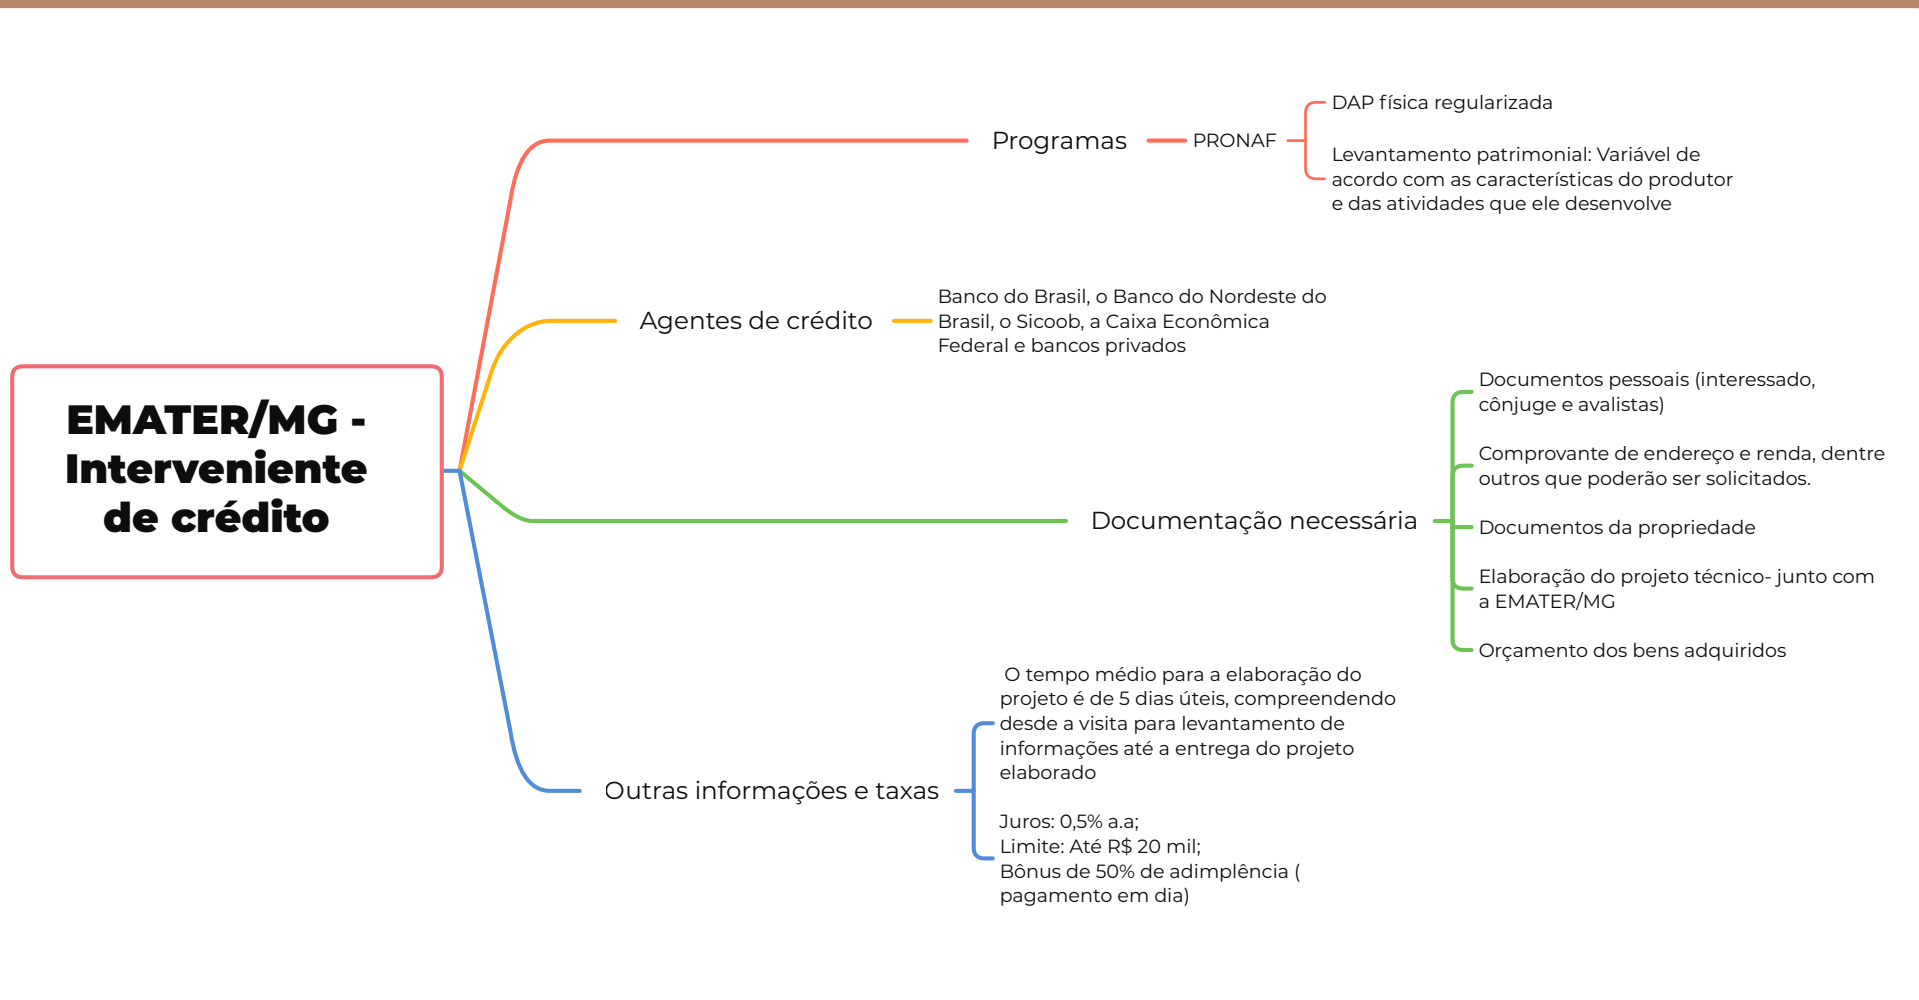 EMATER/MG -
Interveniente
de crédito
Programas
PRONAF
DAP física regularizada
Levantamento patrimonial: Variável de
acordo com as características do produtor
e das atividades que ele desenvolve
Agentes de crédito
Banco do Brasil, o Banco do Nordeste do
Brasil, o Sicoob, a Caixa Econômica
Federal e bancos privados
Documentação necessária
Documentos pessoais (interessado,
cônjuge e avalistas)
Comprovante de endereço e renda, dentre
outros que poderão ser solicitados.
Documentos da propriedade
Elaboração do projeto técnico- junto com
a EMATER/MG
Orçamento dos bens adquiridos
Outras informações e taxas
O tempo médio para a elaboração do
projeto é de 5 dias úteis, compreendendo
desde a visita para levantamento de
informações até a entrega do projeto
elaborado
Juros: 0,5% a.a;
Limite: Até R$ 20 mil;
Bônus de 50% de adimplência (
pagamento em dia)